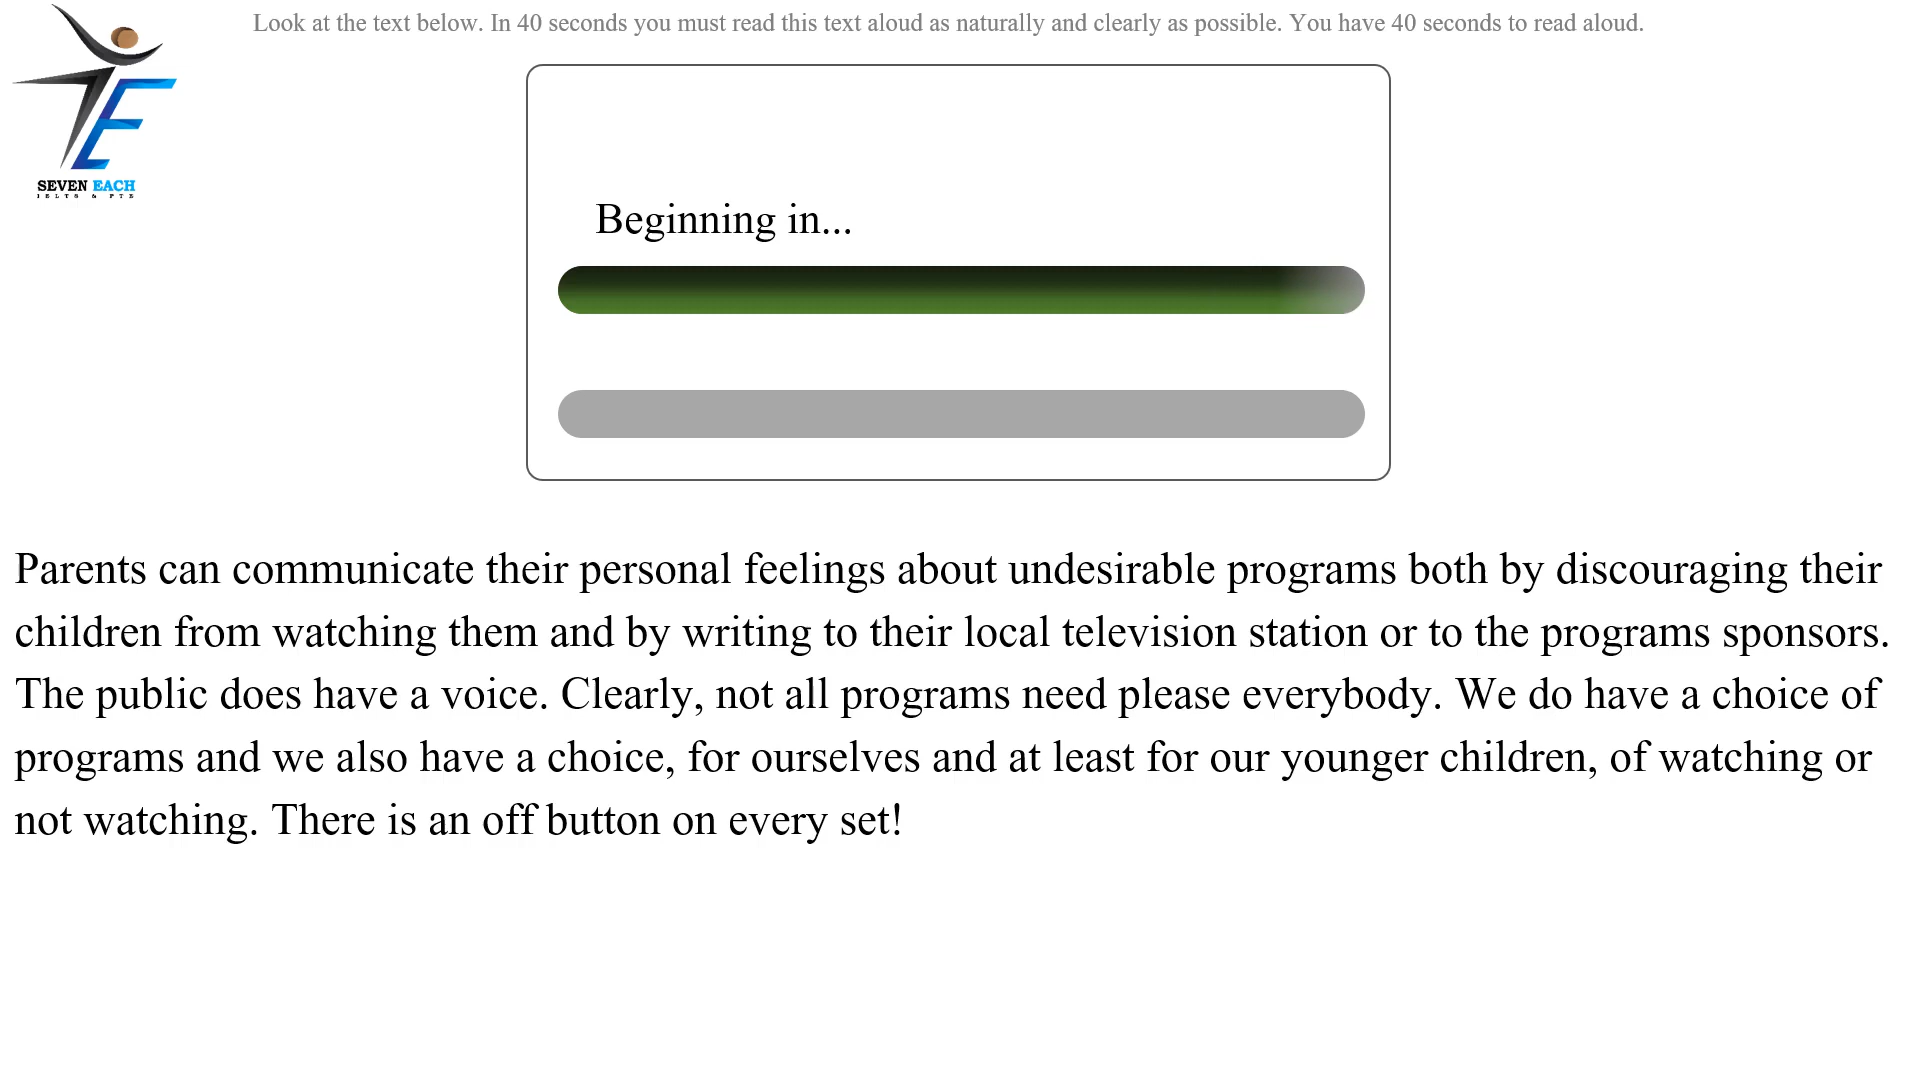 Look at the text below. In 40 seconds you must read this text aloud as naturally and clearly as possible. You have 40 seconds to read aloud.
SEVEN EACH
IELTS & PTE
Beginning in...
Parents can communicate their personal feelings about undesirable programs both by discouraging their
children from watching them and by writing to their local television station or to the programs sponsors.
The public does have a voice. Clearly, not all programs need please everybody. We do have a choice of
programs and we also have a choice, for ourselves and at least for our younger children, of watching or
not watching. There is an off button on every set!